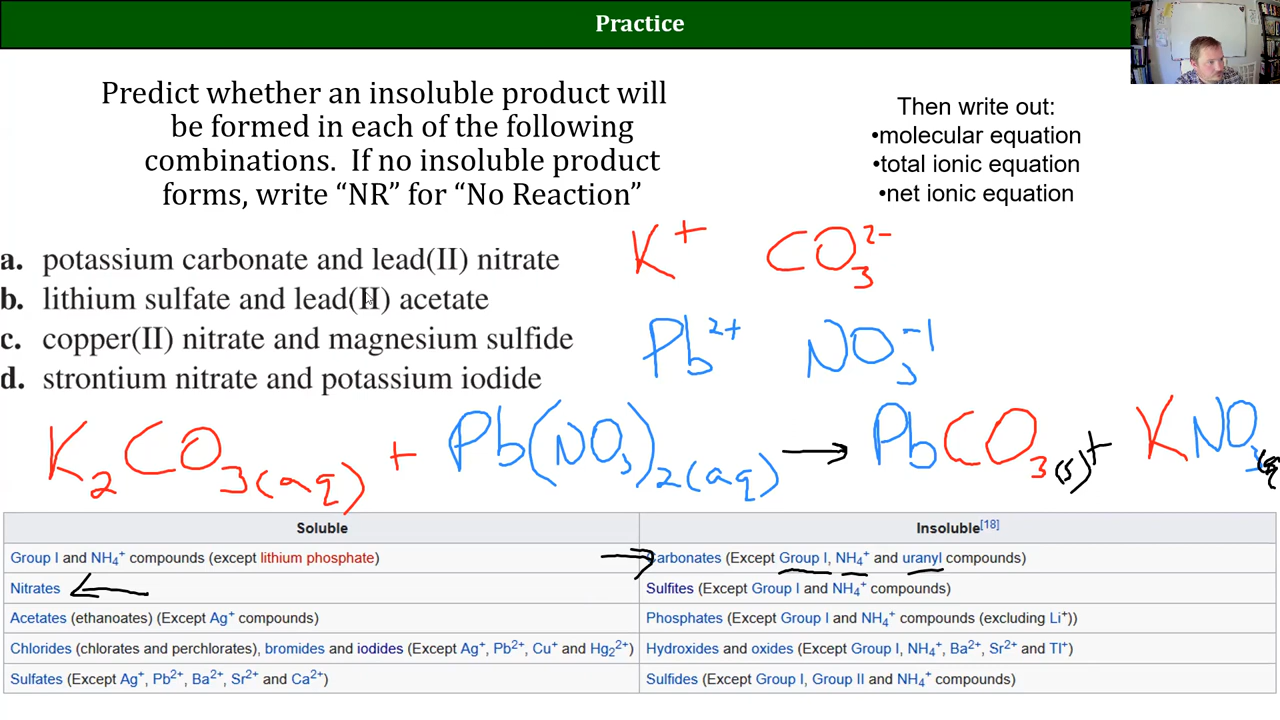 Practice
Predict whether an insoluble product will
be formed in each of the following
combinations. If no insoluble product
forms, write “NR” for “No Reaction”
Then write out:
•molecular equation
•total ionic equation
•net ionic equation
a. potassium carbonate and lead(II) nitrate
b. lithium sulfate and lead(II) acetate
c. copper(II) nitrate and magnesium sulfide
d. strontium nitrate and potassium iodide
K⁺ CO₃²⁻
Pb²⁺ NO₃⁻¹
K₂CO₃(aq) + Pb(NO₃)₂(aq) → PbCO₃(s) + KNO₃
Soluble
Insoluble[18]
Group I and NH₄⁺ compounds (except lithium phosphate)
Carbonates (Except Group I, NH₄⁺ and uranyl compounds)
Nitrates
Sulfites (Except Group I and NH₄⁺ compounds)
Acetates (ethanoates) (Except Ag⁺ compounds)
Phosphates (Except Group I and NH₄⁺ compounds (excluding Li⁺))
Chlorides (chlorates and perchlorates), bromides and iodides (Except Ag⁺, Pb²⁺, Cu⁺ and Hg₂²⁺)
Hydroxides and oxides (Except Group I, NH₄⁺, Ba²⁺, Sr²⁺ and Tl⁺)
Sulfates (Except Ag⁺, Pb²⁺, Ba²⁺, Sr²⁺ and Ca²⁺)
Sulfides (Except Group I, Group II and NH₄⁺ compounds)